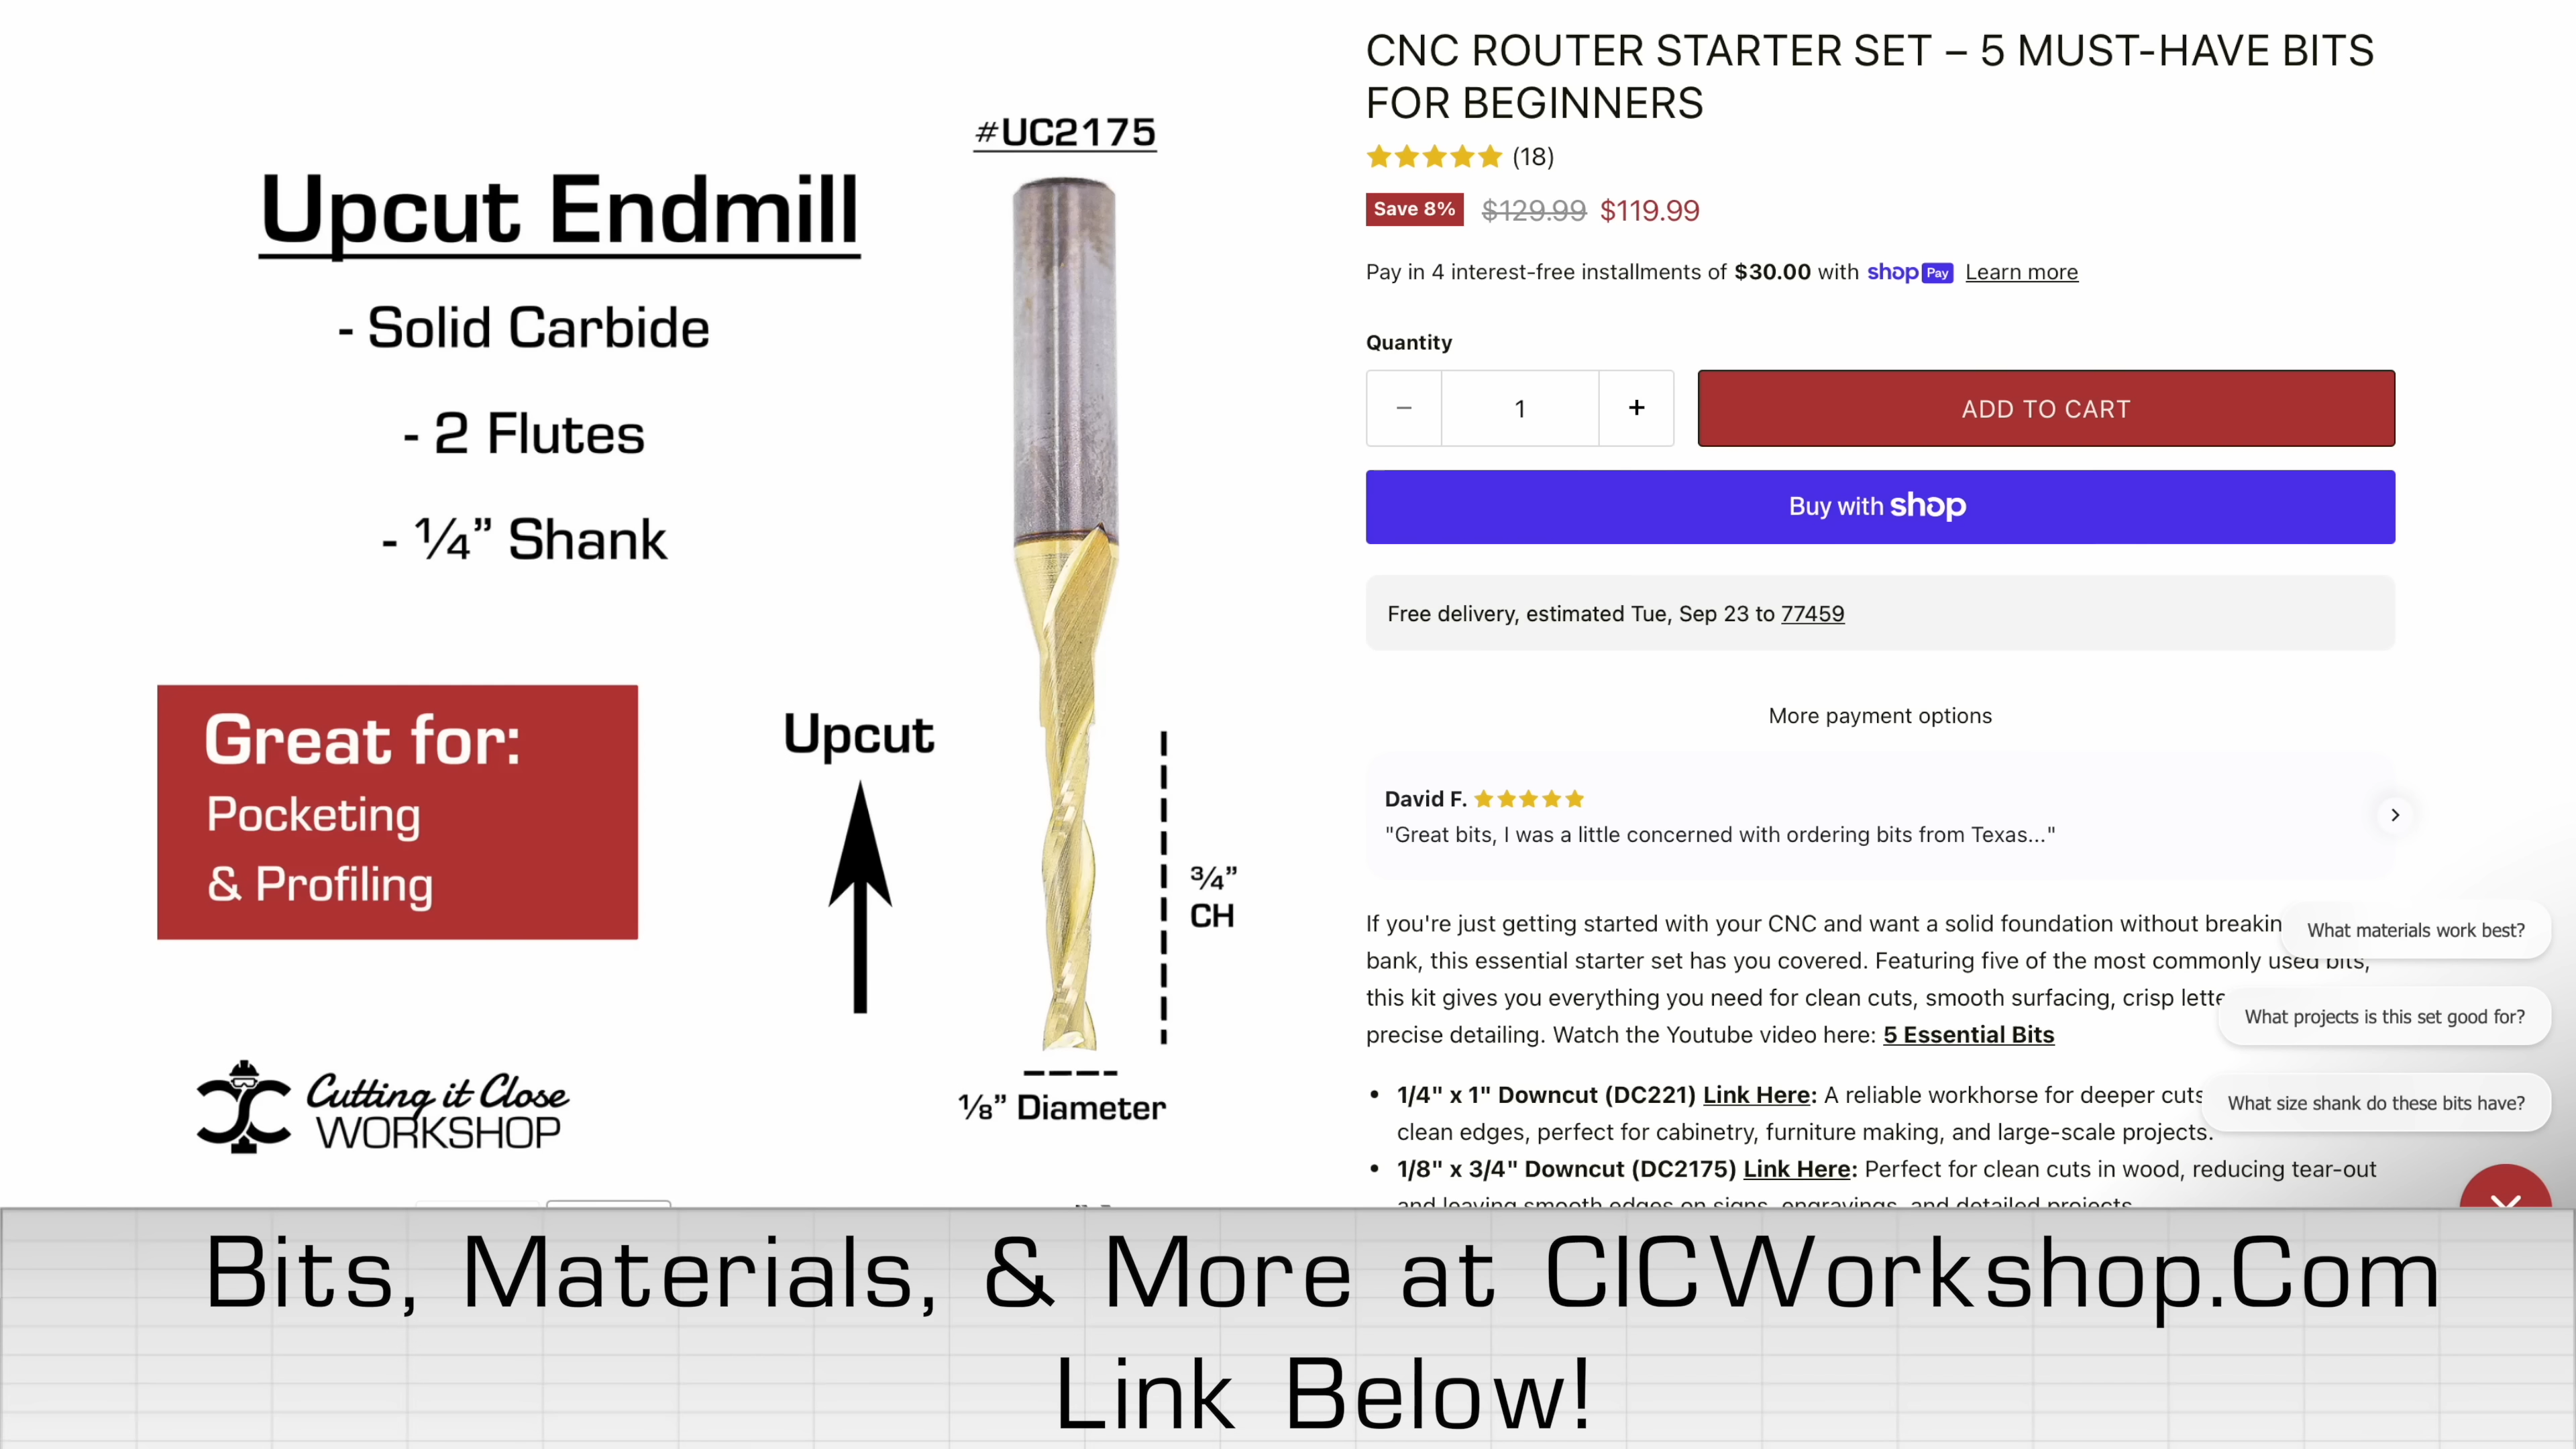 #UC2175
Upcut Endmill
- Solid Carbide
- 2 Flutes
- ¼” Shank
Great for:
Pocketing
& Profiling
Upcut
¾”
CH
⅛” Diameter
Cutting it Close
WORKSHOP
CNC ROUTER STARTER SET – 5 MUST-HAVE BITS
FOR BEGINNERS
(18)
Save 8% $129.99 $119.99
Pay in 4 interest-free installments of $30.00 with shop Pay Learn more
Quantity
− 1 + ADD TO CART
Buy with shop
Free delivery, estimated Tue, Sep 23 to 77459
More payment options
David F.
"Great bits, I was a little concerned with ordering bits from Texas..."
If you're just getting started with your CNC and want a solid foundation without breakin
bank, this essential starter set has you covered. Featuring five of the most commonly used bits,
this kit gives you everything you need for clean cuts, smooth surfacing, crisp lette
precise detailing. Watch the Youtube video here: 5 Essential Bits
What materials work best?
What projects is this set good for?
What size shank do these bits have?
• 1/4" x 1" Downcut (DC221) Link Here: A reliable workhorse for deeper cuts
clean edges, perfect for cabinetry, furniture making, and large-scale projects.
• 1/8" x 3/4" Downcut (DC2175) Link Here: Perfect for clean cuts in wood, reducing tear-out
and leaving smooth edges on signs, engravings, and detailed projects
Bits, Materials, & More at CICWorkshop.Com
Link Below!